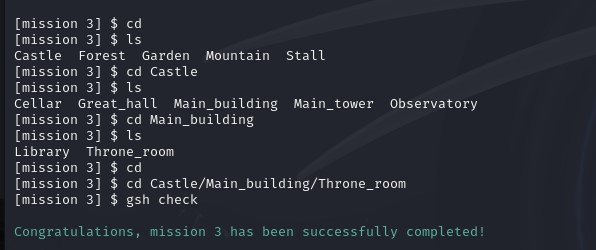 [mission 3] $ cd
[mission 3] $ ls
Castle  Forest  Garden  Mountain  Stall
[mission 3] $ cd Castle
[mission 3] $ ls
Cellar  Great_hall  Main_building  Main_tower  Observatory
[mission 3] $ cd Main_building
[mission 3] $ ls
Library  Throne_room
[mission 3] $ cd
[mission 3] $ cd Castle/Main_building/Throne_room
[mission 3] $ gsh check
Congratulations, mission 3 has been successfully completed!